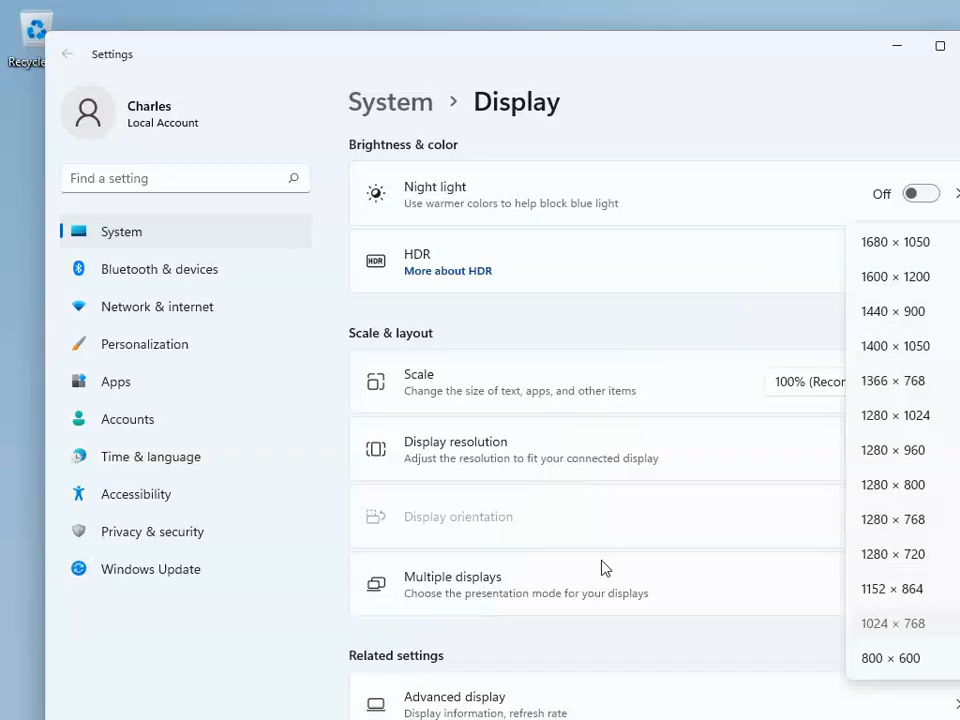 Recycle
Settings
Charles
Local Account
Find a setting
System
Bluetooth & devices
Network & internet
Personalization
Apps
Accounts
Time & language
Accessibility
Privacy & security
Windows Update
System › Display
Brightness & color
Night light
Use warmer colors to help block blue light
Off
HDR
HDR
More about HDR
Scale & layout
Scale
Change the size of text, apps, and other items
100% (Recor
Display resolution
Adjust the resolution to fit your connected display
Display orientation
Multiple displays
Choose the presentation mode for your displays
Related settings
Advanced display
Display information, refresh rate
1680 × 1050
1600 × 1200
1440 × 900
1400 × 1050
1366 × 768
1280 × 1024
1280 × 960
1280 × 800
1280 × 768
1280 × 720
1152 × 864
1024 × 768
800 × 600